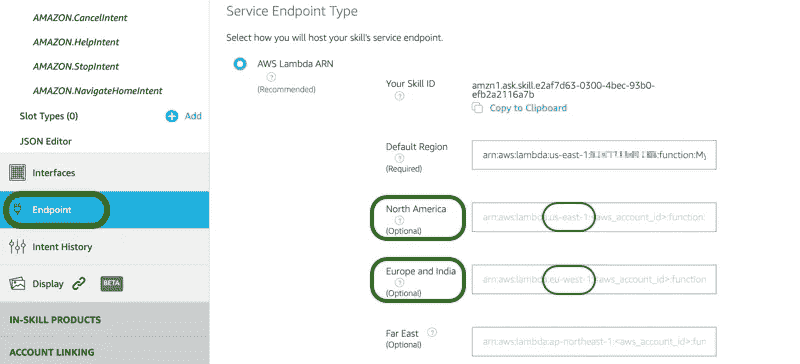 AMAZON.CancelIntent
AMAZON.HelpIntent
AMAZON.StopIntent
AMAZON.NavigateHomeIntent
Slot Types (0)
Add
JSON Editor
Interfaces
Endpoint
Intent History
Display
BETA
IN-SKILL PRODUCTS
ACCOUNT LINKING
Service Endpoint Type
Select how you will host your skill's service endpoint.
AWS Lambda ARN
?
(Recommended)
Your Skill ID
?
amzn1.ask.skill.e2af7d63-0300-4bec-93b0-
efb2a2116a7b
Copy to Clipboard
Default Region
?
(Required)
arn:aws:lambda:us-east-1: :function:My
North America
?
(Optional)
arn:aws:lambda:us-east-1:<aws_account_id>:function:
Europe and India
?
(Optional)
arn:aws:lambda:eu-west-1:<aws_account_id>:function
Far East ?
(Optional)
arn:aws:lambda:ap-northeast-1:<aws_account_id>: